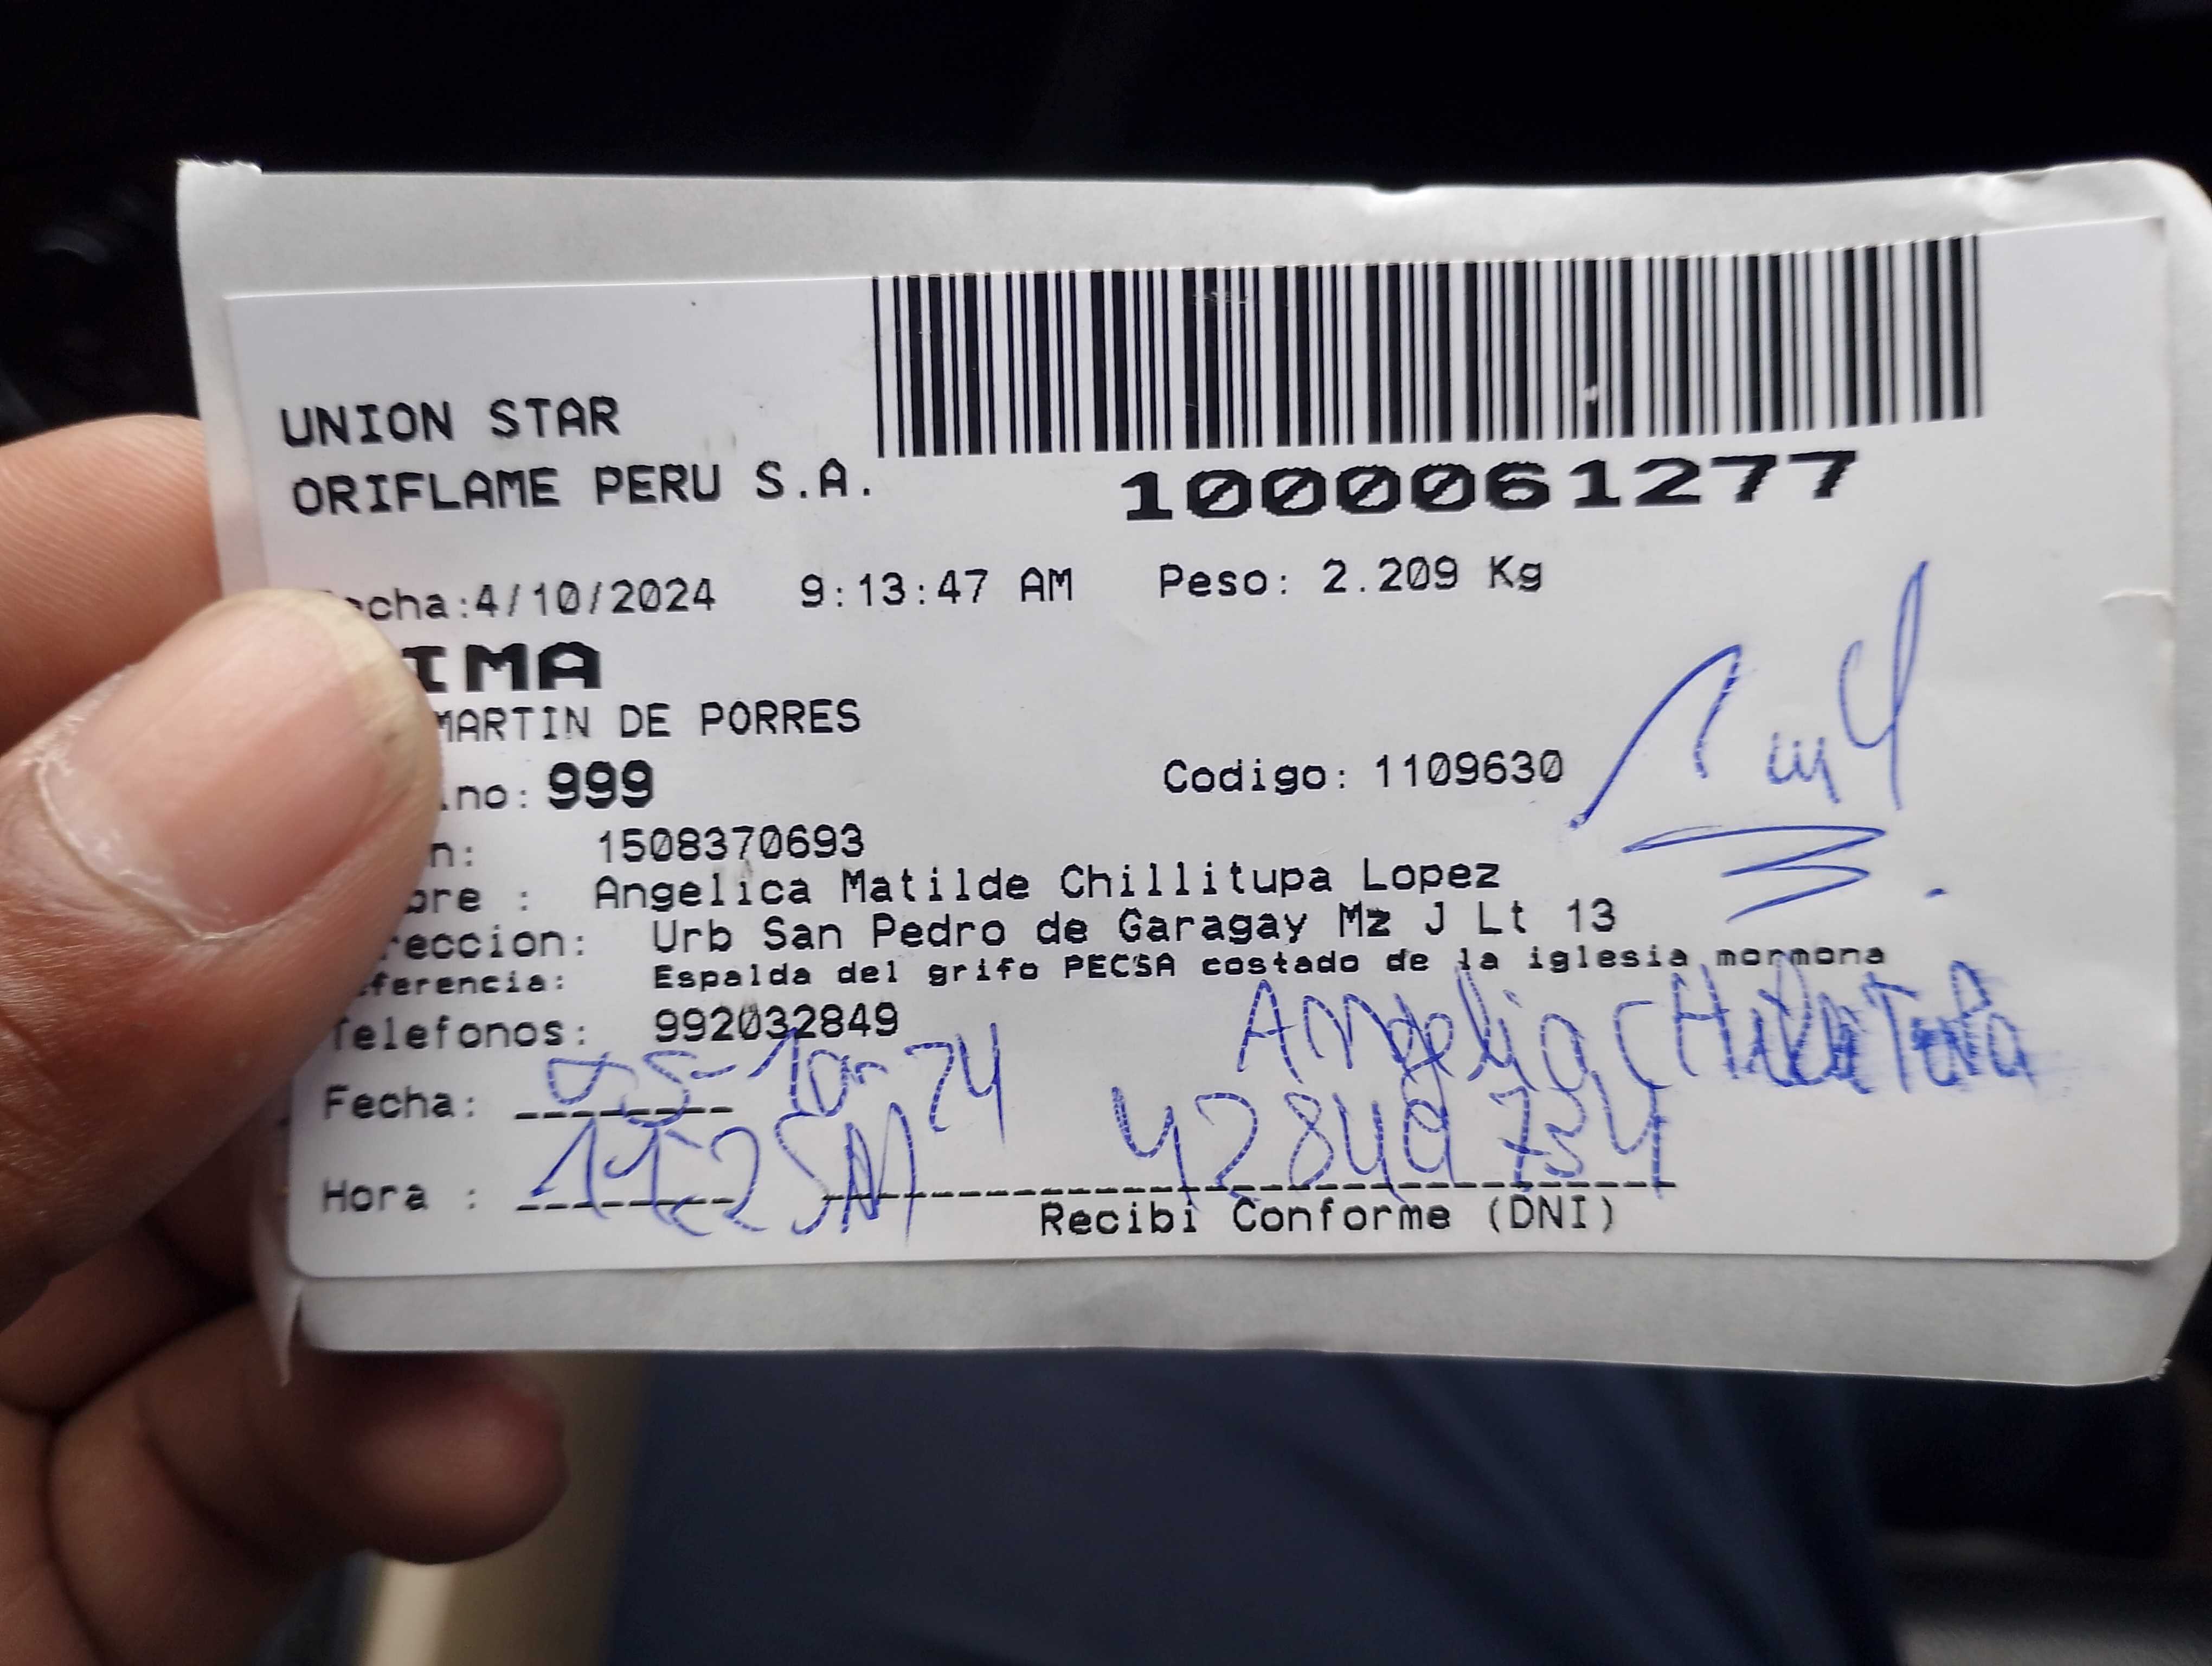 UNION STAR
ORIFLAME PERU S.A.
1000061277
echa:4/10/2024 9:13:47 AM Peso: 2.209 Kg
IMA
MARTIN DE PORRES
ino: 999 Codigo: 1109630
n: 1508370693
bre : Angelica Matilde Chillitupa Lopez
reccion: Urb San Pedro de Garagay Mz J Lt 13
ferencia: Espalda del grifo PECSA costado de la iglesia mormona
Telefonos: 992032849
Fecha: 05-10-24
Hora : 42849734
Recibi Conforme (DNI)